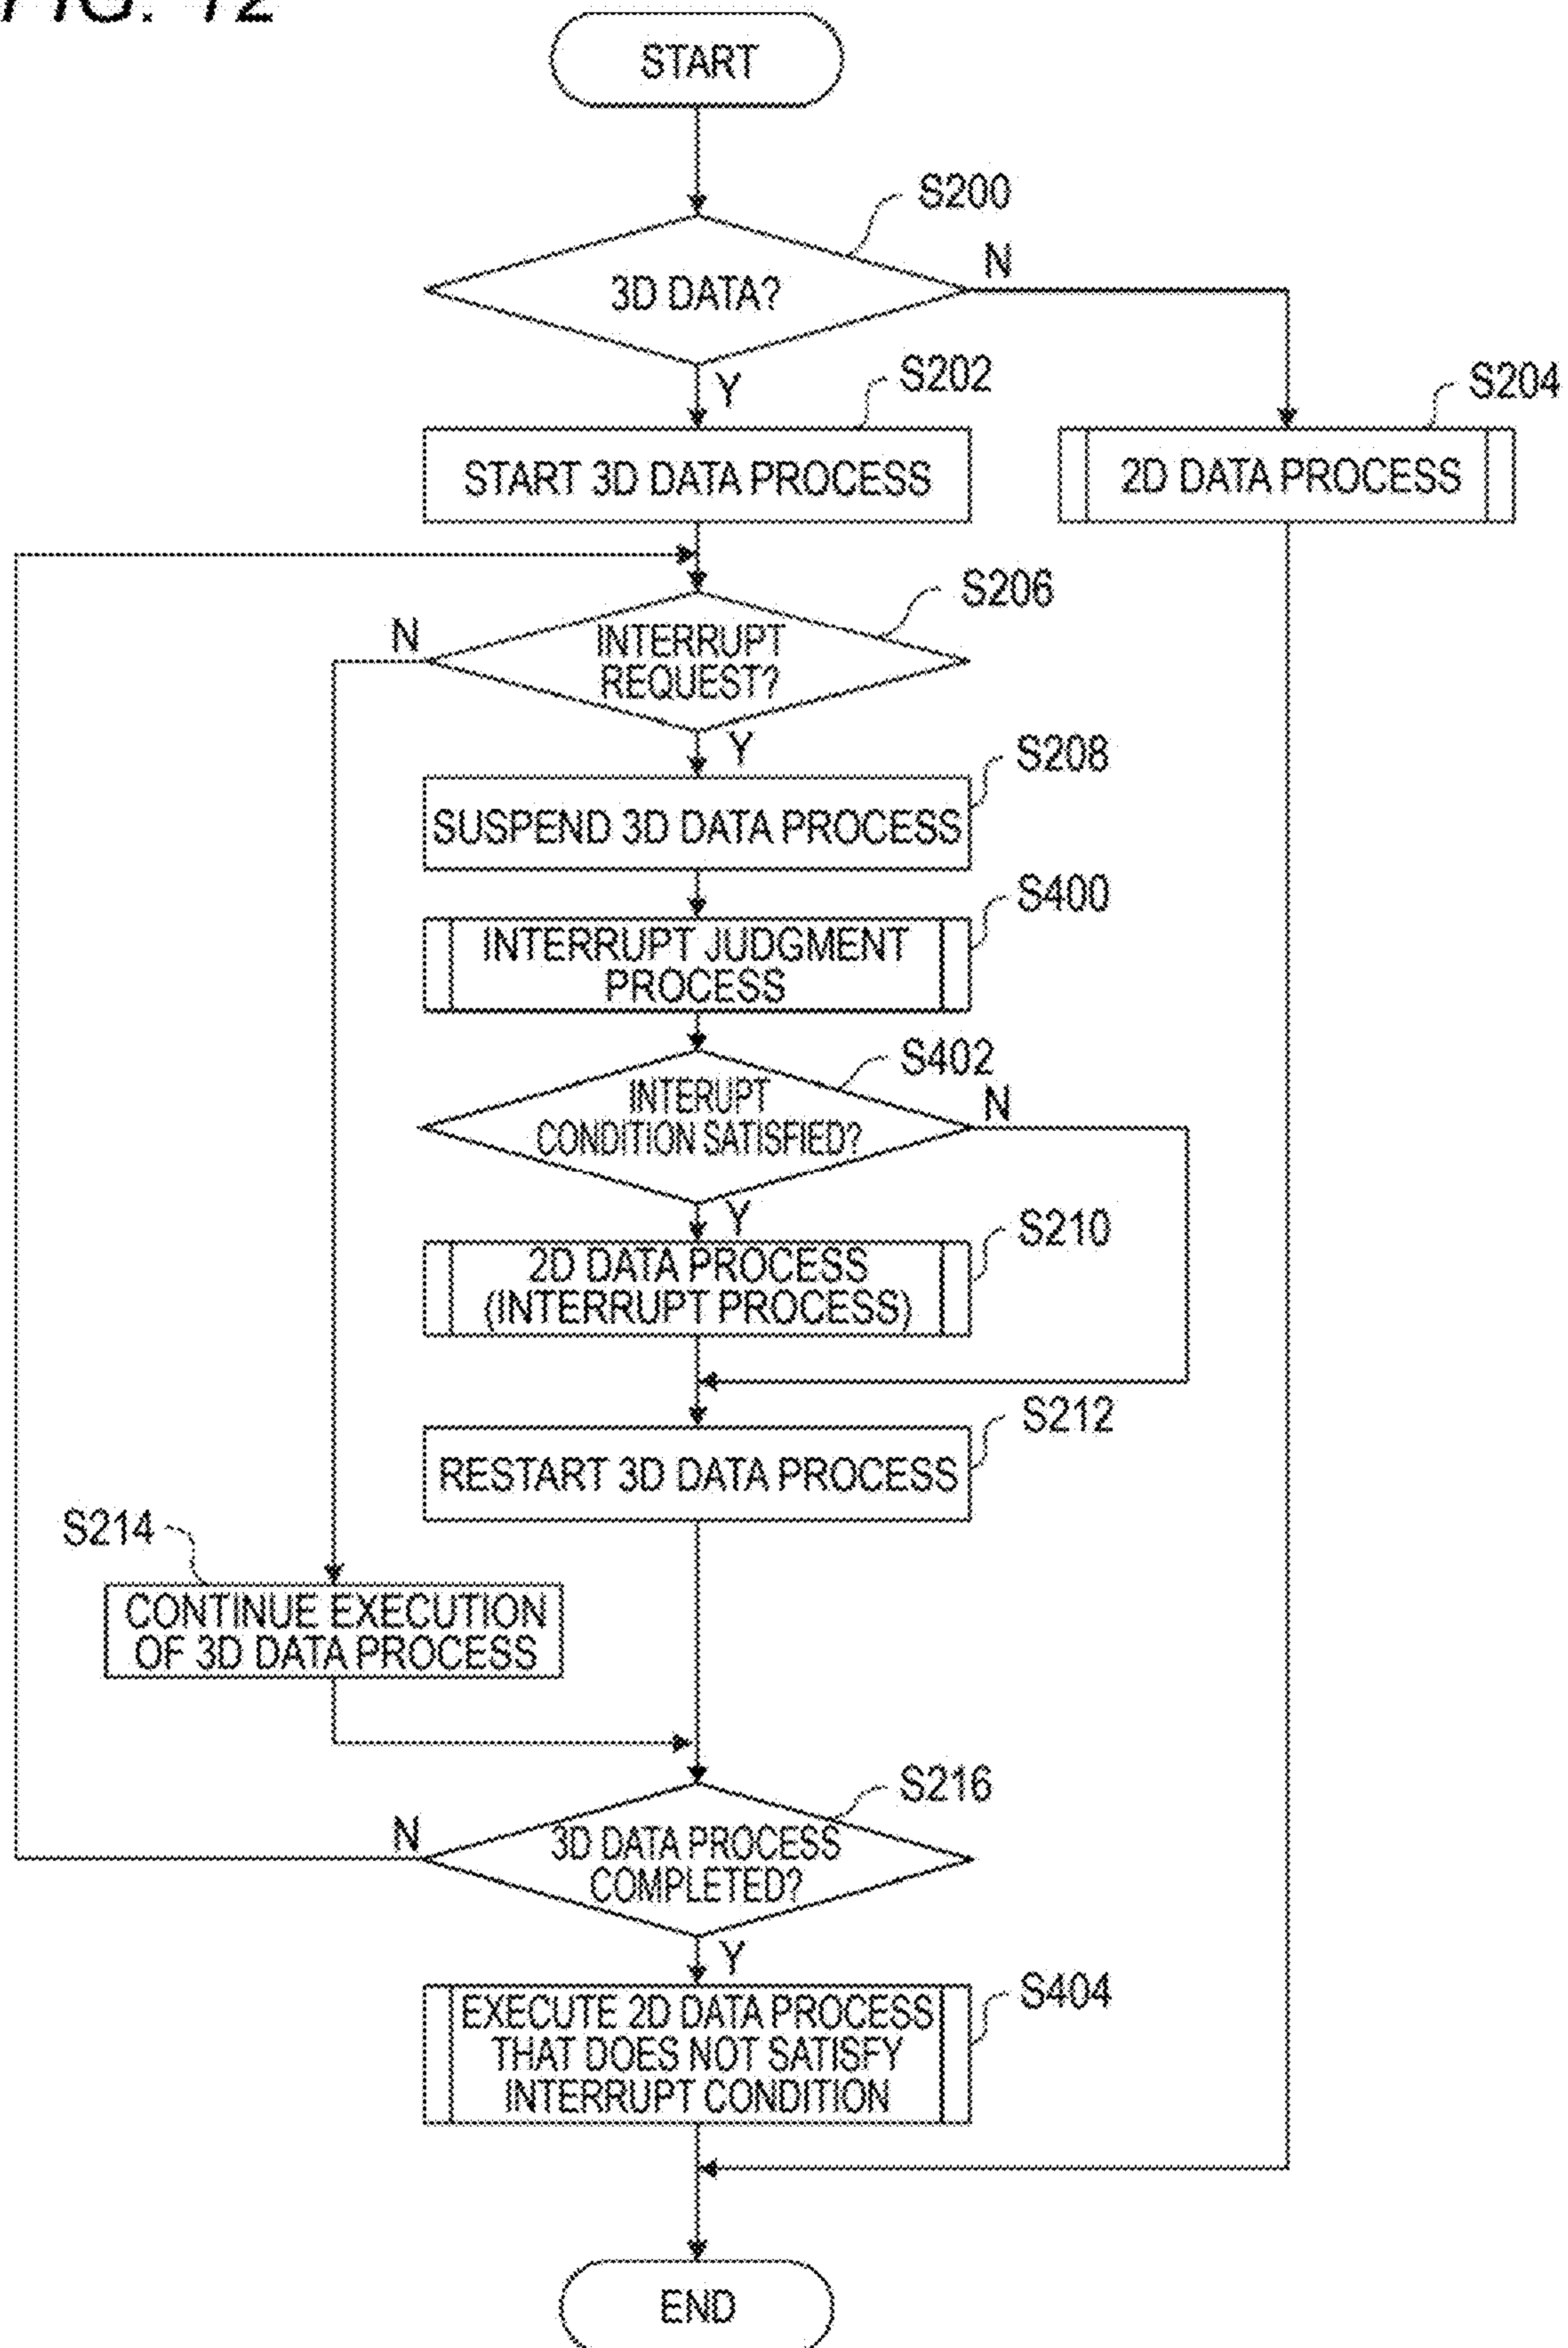 FIG. 12
START
S200
3D DATA?
N
Y
S202
S204
START 3D DATA PROCESS
2D DATA PROCESS
S206
N
INTERRUPT
REQUEST?
Y
S208
SUSPEND 3D DATA PROCESS
S400
INTERRUPT JUDGMENT
PROCESS
S402
INTERUPT
CONDITION SATISFIED?
N
Y
S210
2D DATA PROCESS
(INTERRUPT PROCESS)
S212
RESTART 3D DATA PROCESS
S214
CONTINUE EXECUTION
OF 3D DATA PROCESS
S216
N
3D DATA PROCESS
COMPLETED?
Y
S404
EXECUTE 2D DATA PROCESS
THAT DOES NOT SATISFY
INTERRUPT CONDITION
END